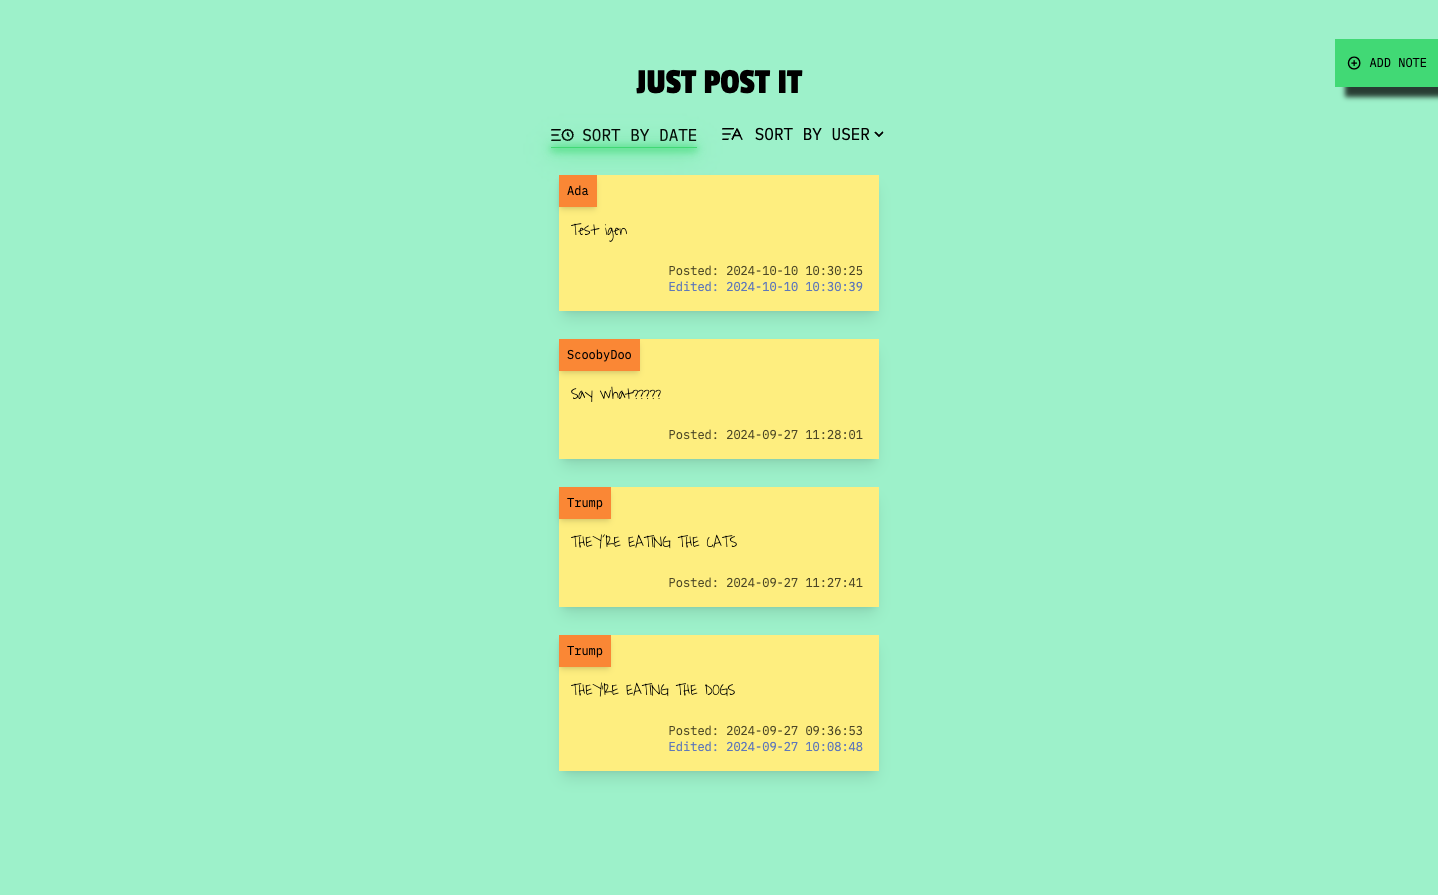 ADD NOTE
JUST POST IT
SORT BY DATE SORT BY USER
Ada
Test igen
Posted: 2024-10-10 10:30:25
Edited: 2024-10-10 10:30:39
ScoobyDoo
Say what?????
Posted: 2024-09-27 11:28:01
Trump
THEY'RE EATING THE CATS
Posted: 2024-09-27 11:27:41
Trump
THEY'RE EATING THE DOGS
Posted: 2024-09-27 09:36:53
Edited: 2024-09-27 10:08:48